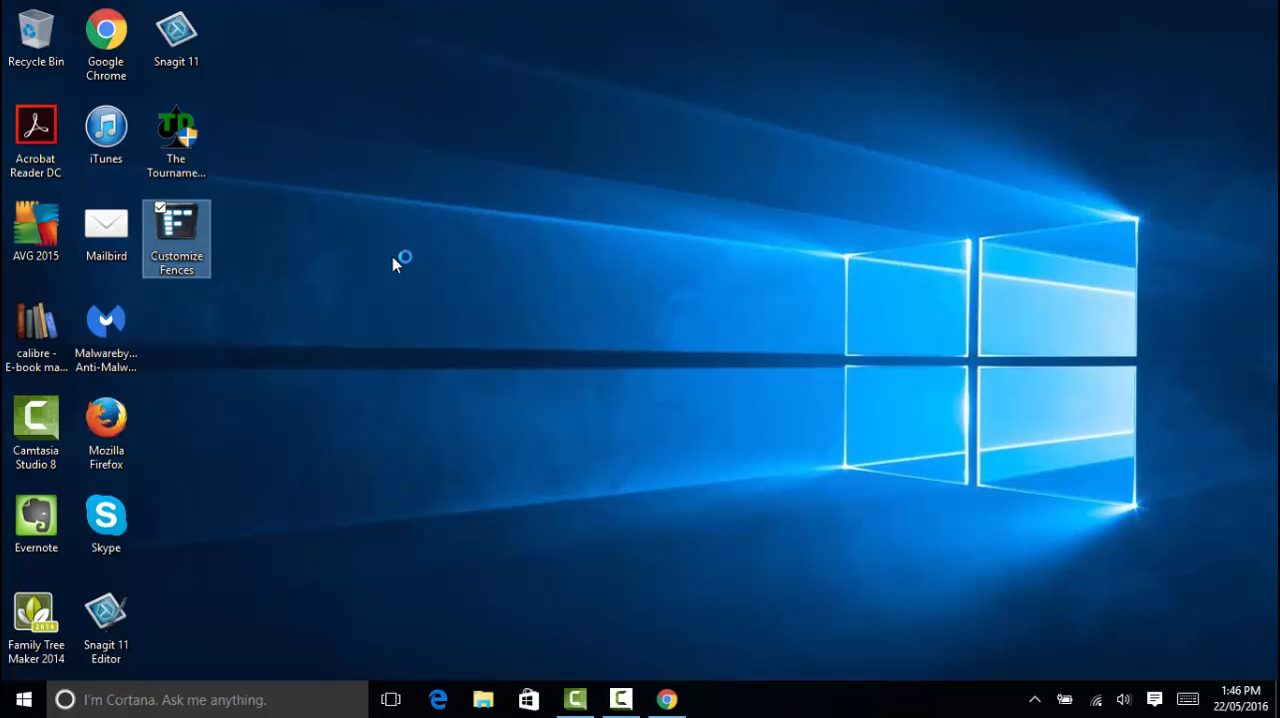 Recycle Bin
Google
Chrome
Snagit 11
Acrobat
Reader DC
iTunes
TD
The
Tourname...
AVG 2015
Mailbird
Customize
Fences
calibre -
E-book ma...
Malwareby...
Anti-Malw...
Camtasia
Studio 8
Mozilla
Firefox
Evernote
Skype
2014
Family Tree
Maker 2014
Snagit 11
Editor
I'm Cortana. Ask me anything.
1:46 PM
22/05/2016